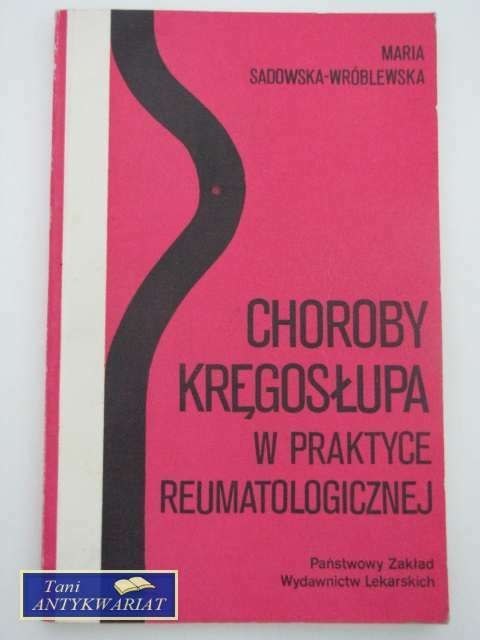 MARIA
SADOWSKA-WRÓBLEWSKA
CHOROBY
KRĘGOSŁUPA
W PRAKTYCE
REUMATOLOGICZNEJ
Państwowy Zakład
Wydawnictw Lekarskich
Tani
ANTYKWARIAT